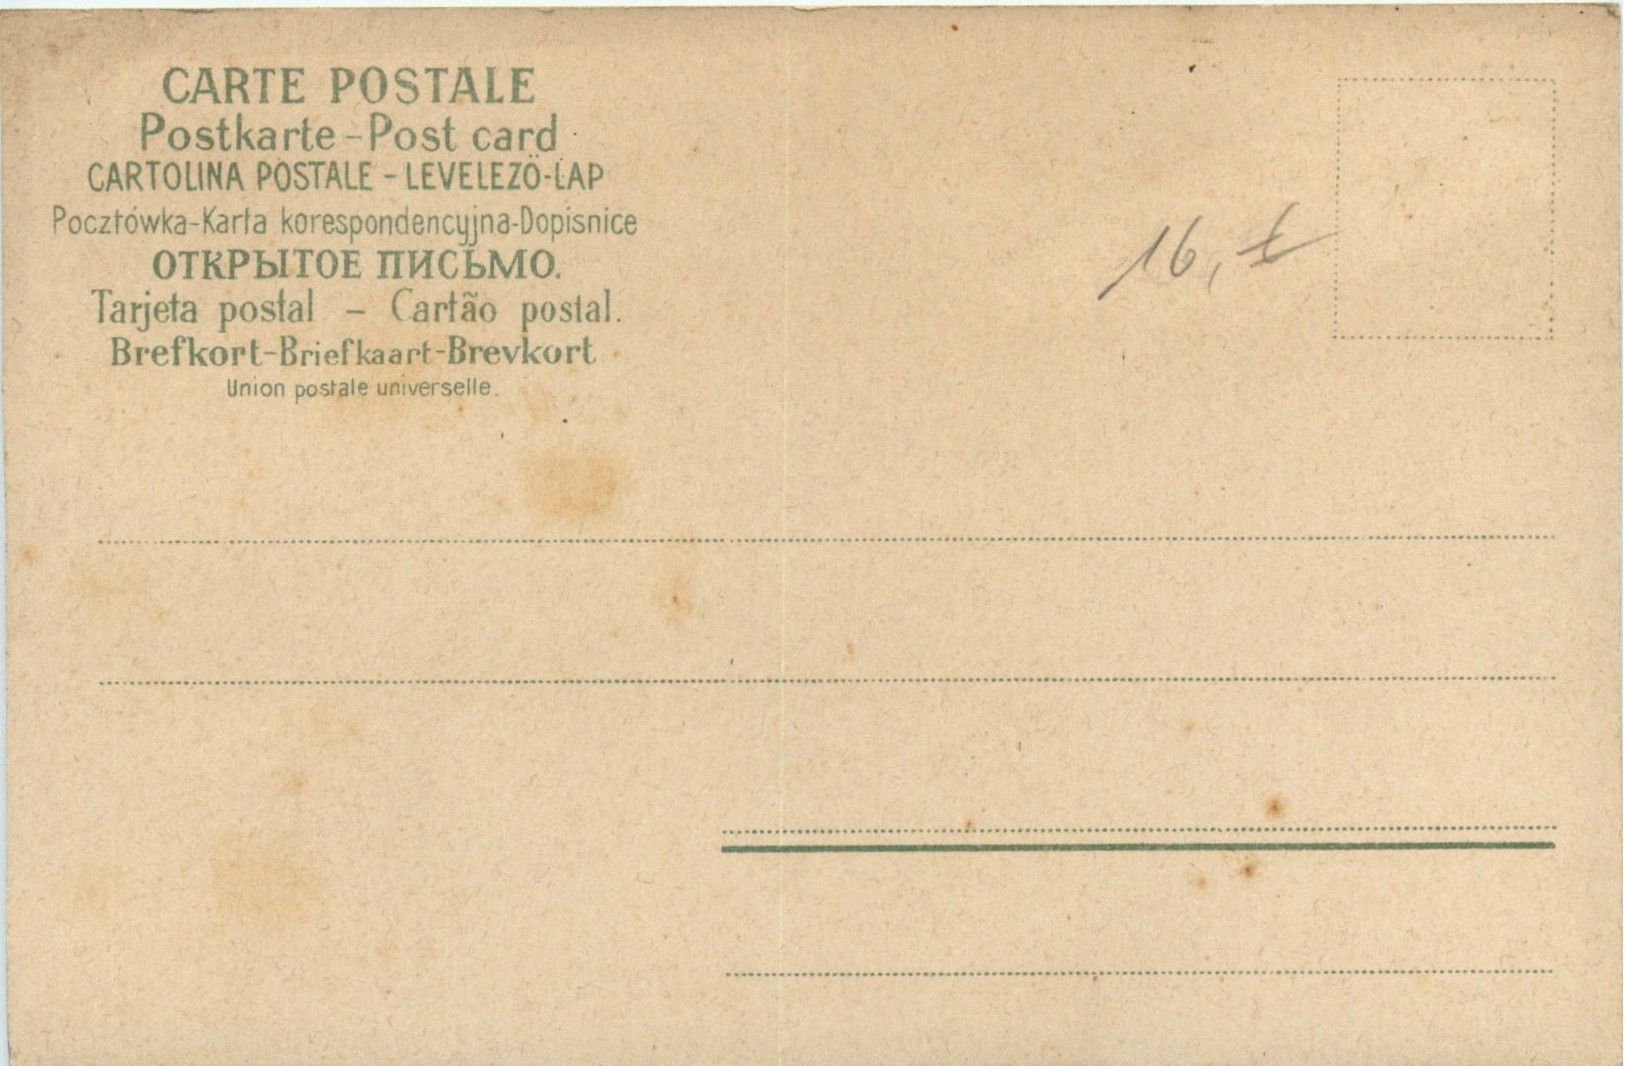 CARTE POSTALE
Postkarte - Post card
CARTOLINA POSTALE - LEVELEZÖ-LAP
Pocztówka-Karta korespondencyjna-Dopisnice
ОТКРЫТОЕ ПИСЬМО.
Tarjeta postal - Cartão postal.
Brefkort-Briefkaart-Brevkort
Union postale universelle.
16,